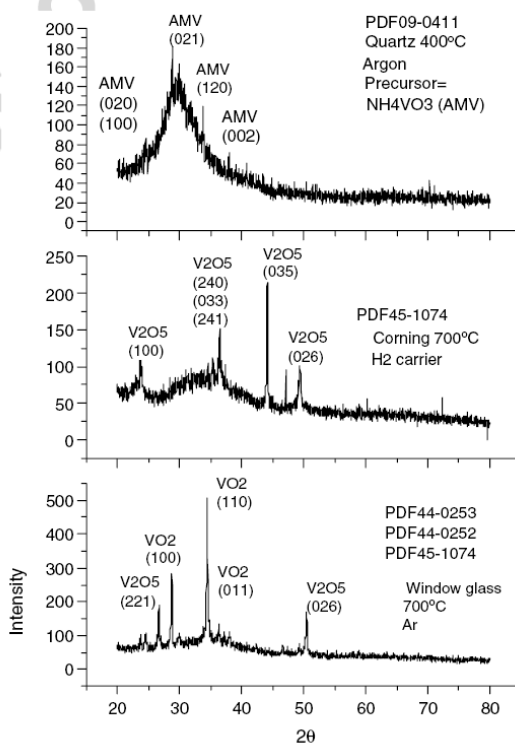 PDF09-0411
Quartz 400°C
Argon
Precursor=
NH4VO3 (AMV)
AMV
(021)
AMV
(120)
AMV
(020)
(100)
AMV
(002)
200
180
160
140
120
100
80
60
40
20
0
V2O5
(035)
V2O5
(240)
(033)
(241)
V2O5
(100)
V2O5
(026)
PDF45-1074
Corning 700°C
H2 carrier
250
200
150
100
50
0
VO2
(110)
VO2
(100)
V2O5
(221)
VO2
(011)
V2O5
(026)
PDF44-0253
PDF44-0252
PDF45-1074
Window glass
700°C
Ar
500
400
300
200
100
0
Intensity
20 30 40 50 60 70 80
2θ